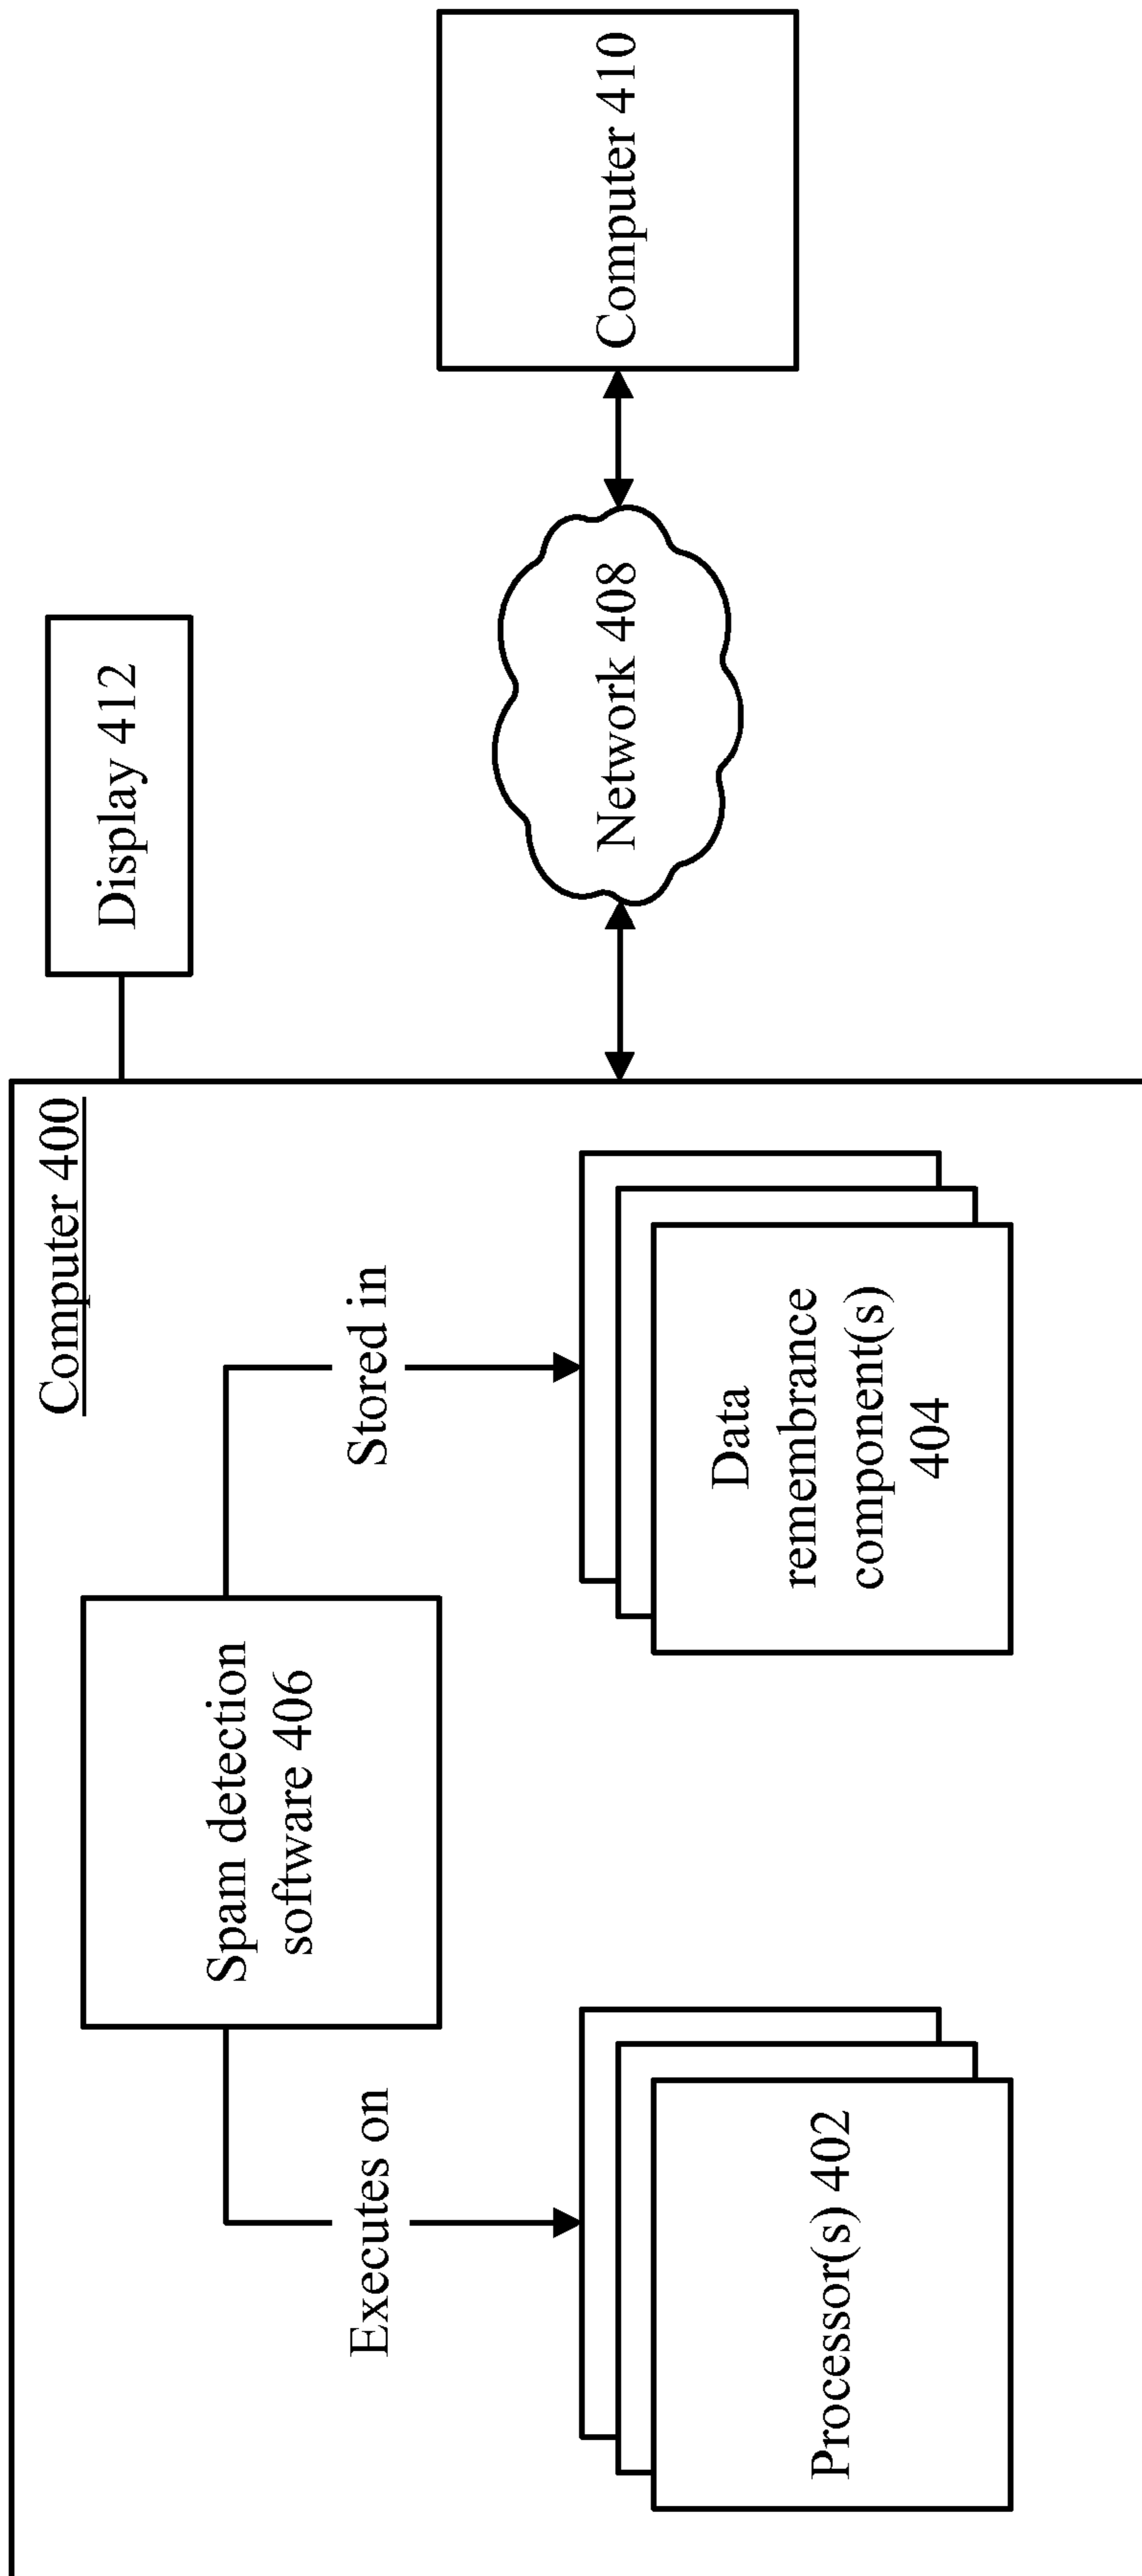 Computer 400
Spam detection
software 406
Executes on
Stored in
Processor(s) 402
Data
remembrance
component(s)
404
Display 412
Network 408
Computer 410